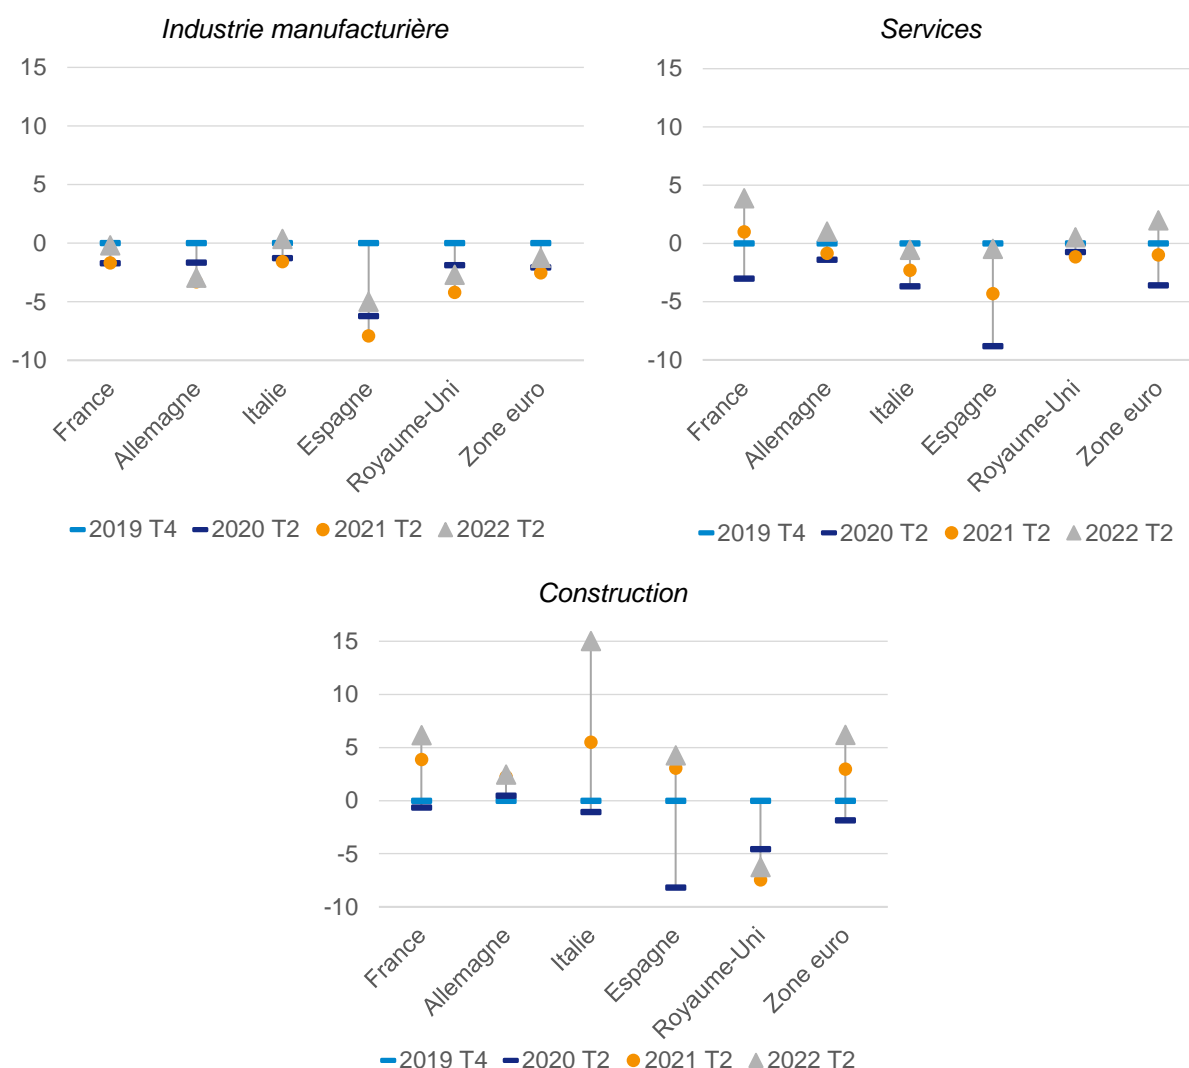 Industrie manufacturière
15
10
5
0
-5
-10
France
Allemagne
Italie
Espagne
Royaume-Uni
Zone euro
2019 T4 2020 T2 2021 T2 2022 T2
Services
15
10
5
0
-5
-10
France
Allemagne
Italie
Espagne
Royaume-Uni
Zone euro
2019 T4 2020 T2 2021 T2 2022 T2
Construction
15
10
5
0
-5
-10
France
Allemagne
Italie
Espagne
Royaume-Uni
Zone euro
2019 T4 2020 T2 2021 T2 2022 T2